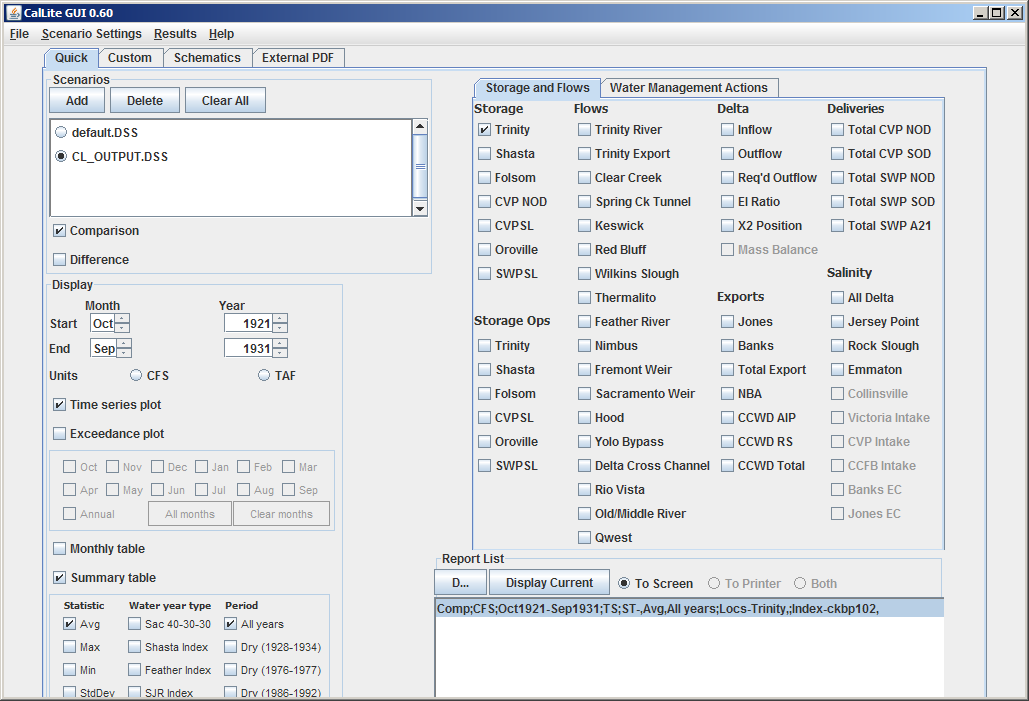 CalLite GUI 0.60
File Scenario Settings Results Help
Quick Custom Schematics External PDF
Scenarios
Add Delete Clear All
default.DSS
CL_OUTPUT.DSS
Comparison
Difference
Display
Month Year
Start Oct 1921
End Sep 1931
Units CFS TAF
Time series plot
Exceedance plot
Oct Nov Dec Jan Feb Mar
Apr May Jun Jul Aug Sep
Annual All months Clear months
Monthly table
Summary table
Statistic Water year type Period
Avg Sac 40-30-30 All years
Max Shasta Index Dry (1928-1934)
Min Feather Index Dry (1976-1977)
StdDev SJR Index Dry (1986-1992)
Storage and Flows Water Management Actions
Storage Flows Delta Deliveries
Trinity Trinity River Inflow Total CVP NOD
Shasta Trinity Export Outflow Total CVP SOD
Folsom Clear Creek Req'd Outflow Total SWP NOD
CVP NOD Spring Ck Tunnel EI Ratio Total SWP SOD
CVPSL Keswick X2 Position Total SWP A21
Oroville Red Bluff Mass Balance
SWPSL Wilkins Slough Salinity
Thermalito Exports All Delta
Storage Ops Feather River Jones Jersey Point
Trinity Nimbus Banks Rock Slough
Shasta Fremont Weir Total Export Emmaton
Folsom Sacramento Weir NBA Collinsville
CVPSL Hood CCWD AIP Victoria Intake
Oroville Yolo Bypass CCWD RS CVP Intake
SWPSL Delta Cross Channel CCWD Total CCFB Intake
Rio Vista Banks EC
Old/Middle River Jones EC
Qwest
Report List
D... Display Current To Screen To Printer Both
Comp;CFS;Oct1921-Sep1931;TS;ST-,Avg,All years;Locs-Trinity,;Index-ckbp102,